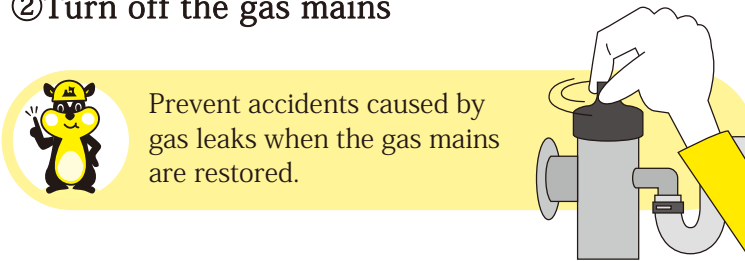 ②Turn off the gas mains
Prevent accidents caused by
gas leaks when the gas mains
are restored.